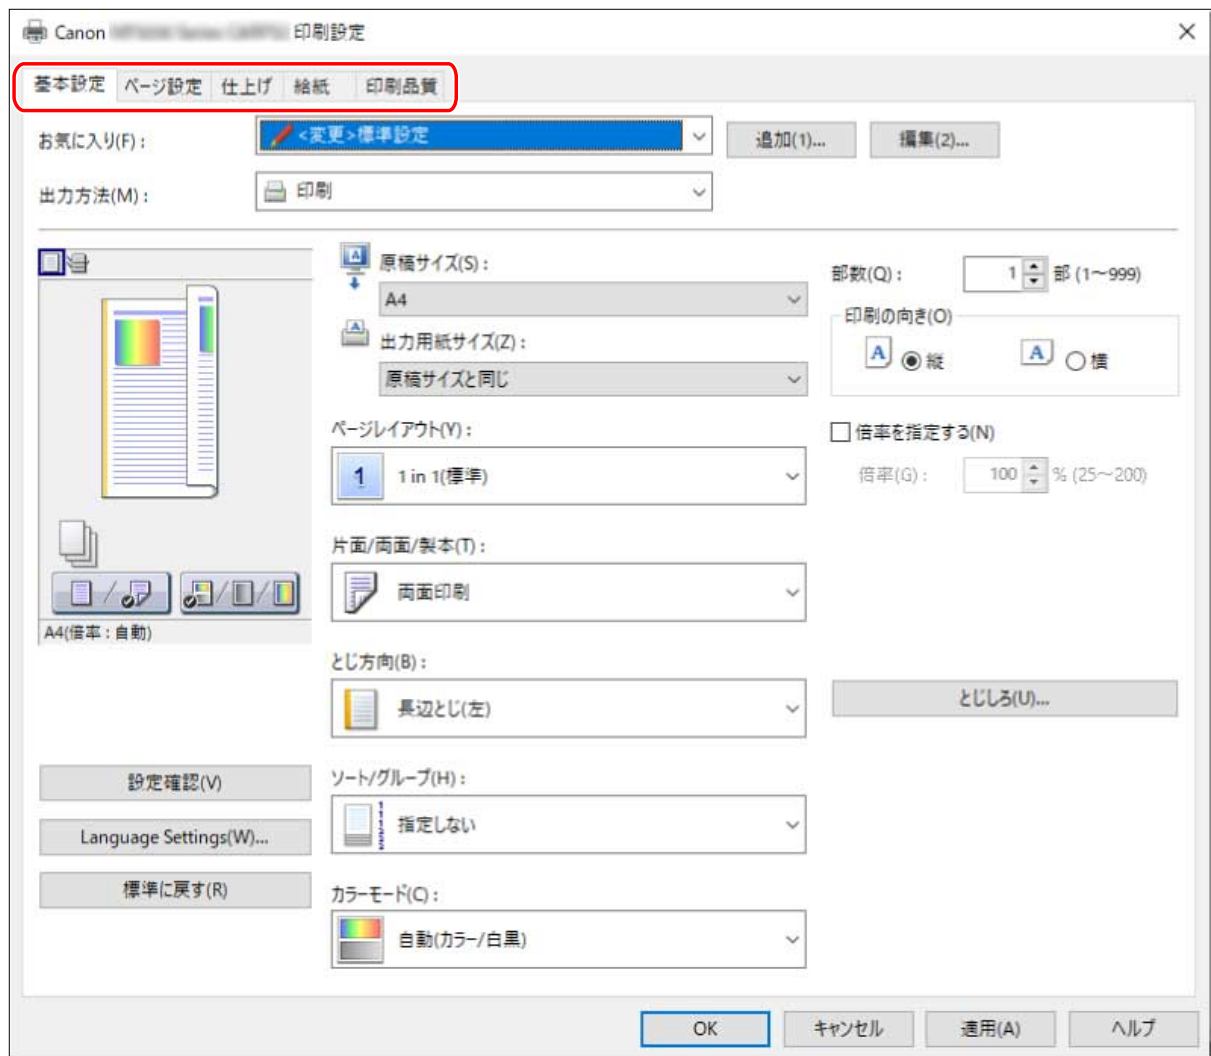 Canon 印刷設定
基本設定 ページ設定 仕上げ 給紙 印刷品質
お気に入り(F): <変更>標準設定 追加(1)... 編集(2)...
出力方法(M): 印刷
原稿サイズ(S):
A4
出力用紙サイズ(Z):
原稿サイズと同じ
部数(Q): 1 部 (1～999)
印刷の向き(O)
A 縦 A 横
ページレイアウト(Y):
1 1 in 1(標準)
倍率を指定する(N)
倍率(G): 100 % (25～200)
片面/両面/製本(T):
両面印刷
A4(倍率:自動)
とじ方向(B):
長辺とじ(左)
とじしろ(U)...
設定確認(V)
Language Settings(W)...
標準に戻す(R)
ソート/グループ(H):
指定しない
カラーモード(C):
自動(カラー/白黒)
OK キャンセル 適用(A) ヘルプ